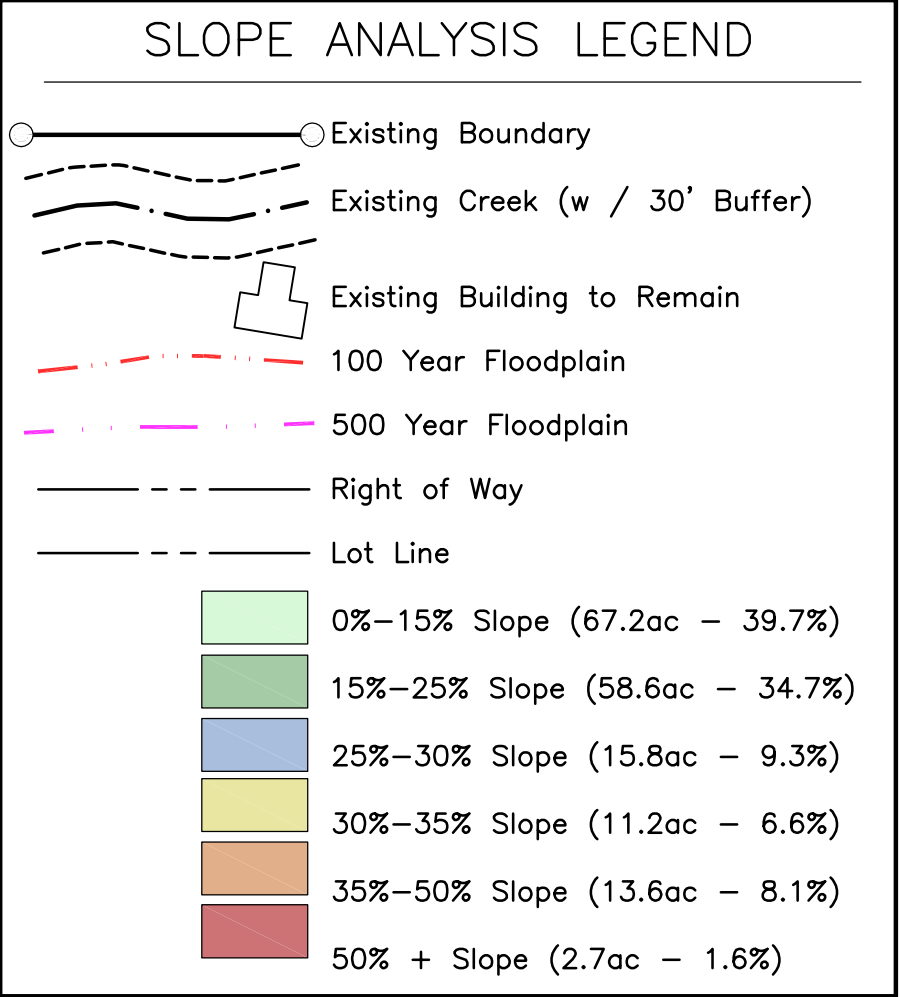 SLOPE ANALYSIS LEGEND
Existing Boundary
Existing Creek (w / 30' Buffer)
Existing Building to Remain
100 Year Floodplain
500 Year Floodplain
Right of Way
Lot Line
0%-15% Slope (67.2ac - 39.7%)
15%-25% Slope (58.6ac - 34.7%)
25%-30% Slope (15.8ac - 9.3%)
30%-35% Slope (11.2ac - 6.6%)
35%-50% Slope (13.6ac - 8.1%)
50% + Slope (2.7ac - 1.6%)